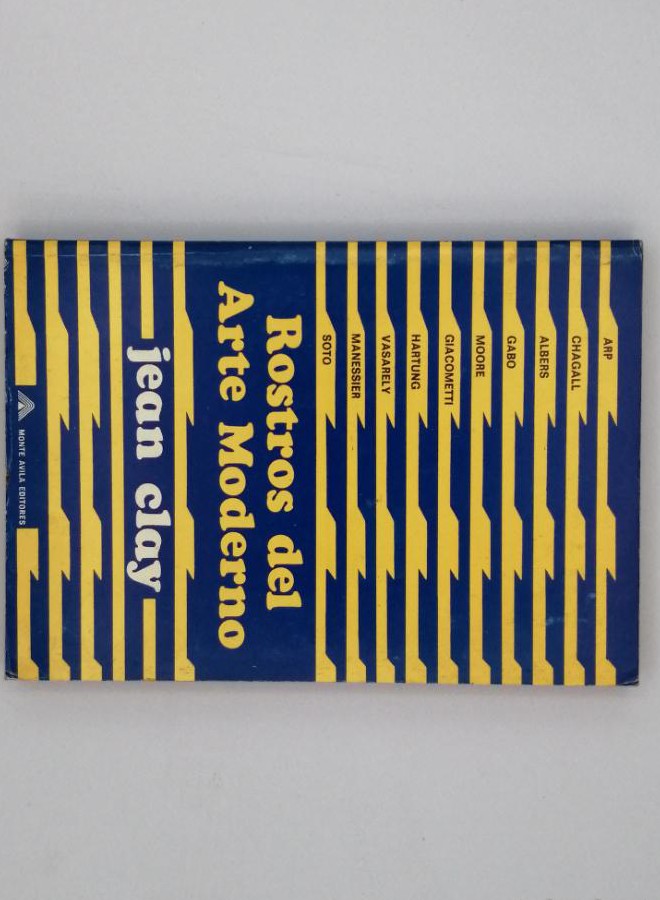 ARP
CHAGALL
ALBERS
GABO
MOORE
GIACOMETTI
HARTUNG
VASARELY
MANESSIER
SOTO
Rostros del
Arte Moderno
jean clay
MONTE AVILA EDITORES